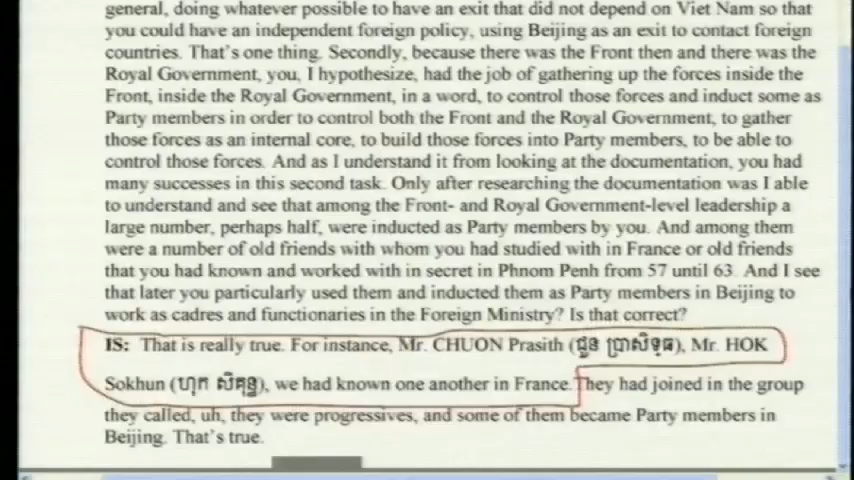 general, doing whatever possible to have an exit that did not depend on Viet Nam so that
you could have an independent foreign policy, using Beijing as an exit to contact foreign
countries. That's one thing. Secondly, because there was the Front then and there was the
Royal Government, you, I hypothesize, had the job of gathering up the forces inside the
Front, inside the Royal Government, in a word, to control those forces and induct some as
Party members in order to control both the Front and the Royal Government, to gather
those forces as an internal core, to build those forces into Party members, to be able to
control those forces. And as I understand it from looking at the documentation, you had
many successes in this second task. Only after researching the documentation was I able
to understand and see that among the Front- and Royal Government-level leadership a
large number, perhaps half, were inducted as Party members by you. And among them
were a number of old friends with whom you had studied with in France or old friends
that you had known and worked with in secret in Phnom Penh from 57 until 63. And I see
that later you particularly used them and inducted them as Party members in Beijing to
work as cadres and functionaries in the Foreign Ministry? Is that correct?
IS: That is really true. For instance, Mr. CHUON Prasith (ជួន ប្រាសិទ្ធ), Mr. HOK
Sokhun (ហុក សឹគុន្ឋ), we had known one another in France. They had joined in the group
they called, uh, they were progressives, and some of them became Party members in
Beijing. That's true.